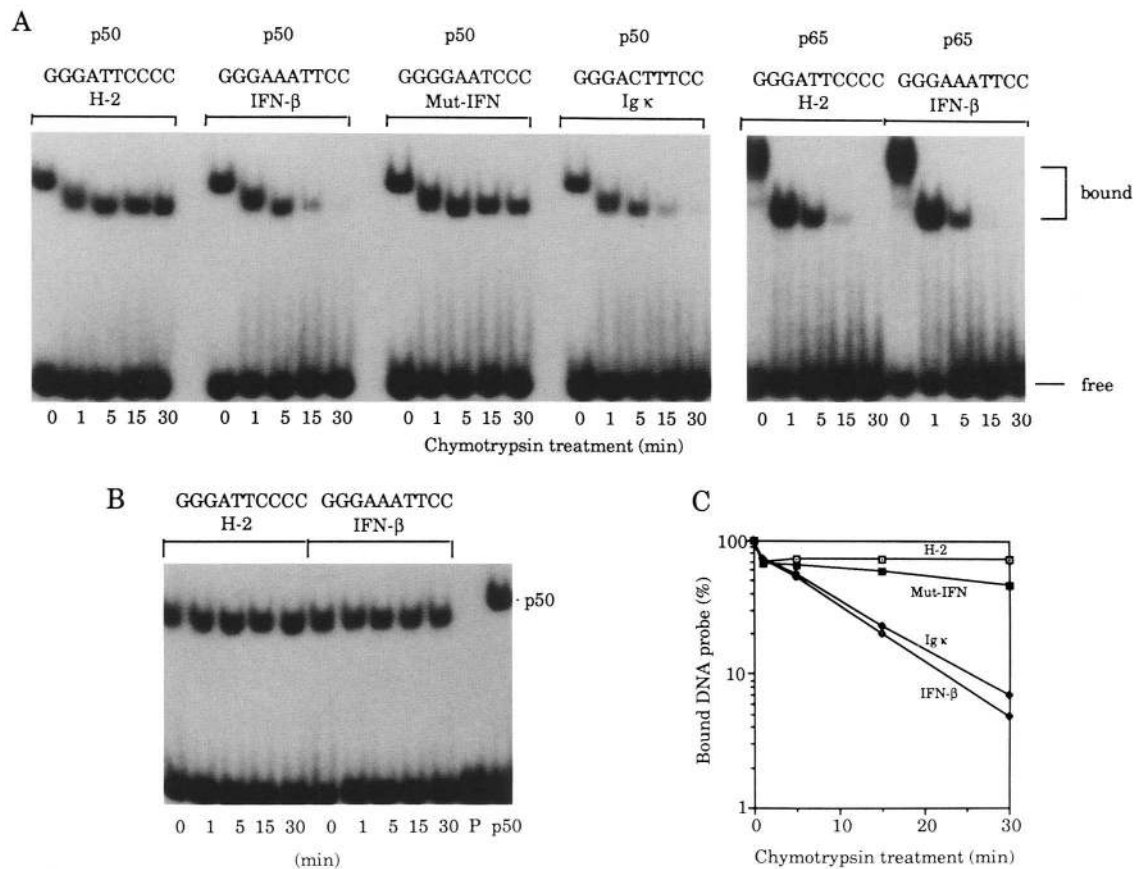 A
p50 p50 p50 p50 p65 p65
GGGATTCCCC GGGAAATTCC GGGGAATCCC GGGACTTTCC GGGATTCCCC GGGAAATTCC
H-2 IFN-β Mut-IFN Ig κ H-2 IFN-β
bound
free
0 1 5 15 30 0 1 5 15 30 0 1 5 15 30 0 1 5 15 30 0 1 5 15 30 0 1 5 15 30
Chymotrypsin treatment (min)
B
GGGATTCCCC GGGAAATTCC
H-2 IFN-β
-p50
0 1 5 15 30 0 1 5 15 30 P p50
(min)
C
Bound DNA probe (%)
100
10
1
H-2
Mut-IFN
Ig κ
IFN-β
0 10 20 30
Chymotrypsin treatment (min)